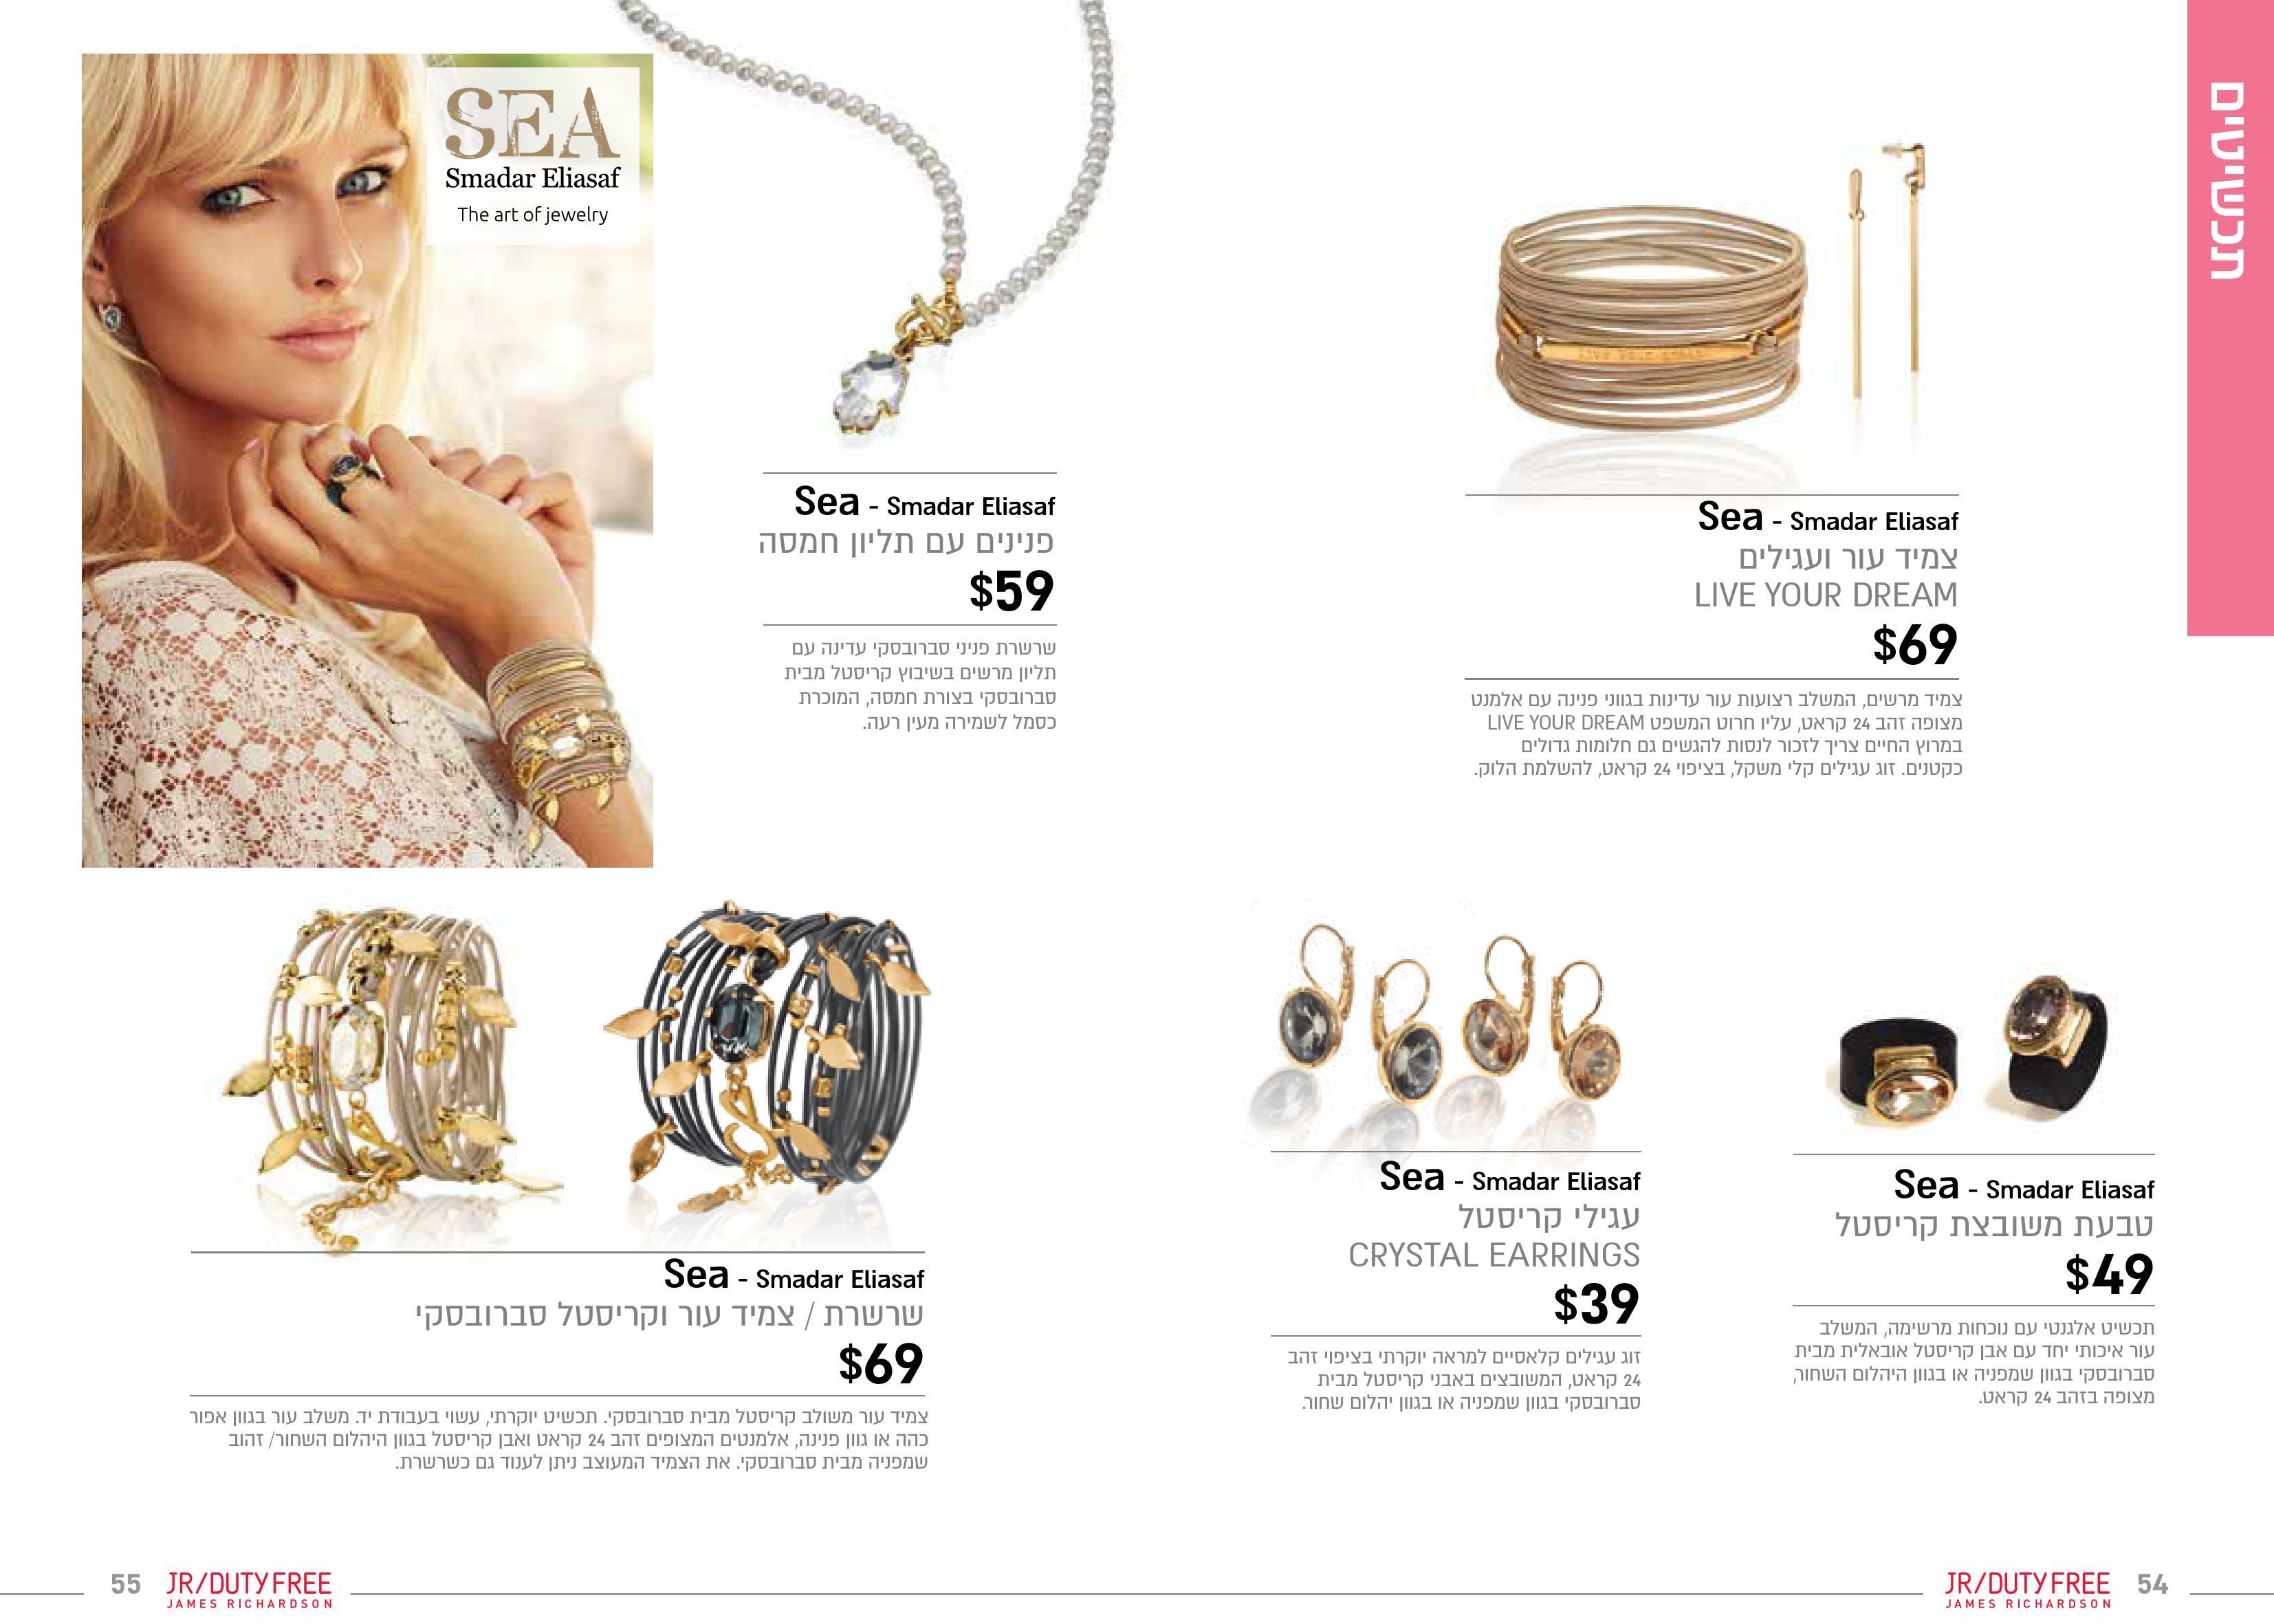 תכשיטים
Sea - Smadar Eliasaf
צמיד עור ועגילים
LIVE YOUR DREAM
$69
צמיד מרשים, המשלב רצועות עור עדינות בגווני פנינה עם אלמנט
מצופה זהב 24 קראט, עליו חרוט המשפט LIVE YOUR DREAM
במרוץ החיים צריך לזכור לנסות להגשים גם חלומות גדולים
כקטנים. זוג עגילים קלי משקל, בציפוי 24 קראט, להשלמת הלוק.
Sea - Smadar Eliasaf
טבעת משובצת קריסטל
$49
תכשיט אלגנטי עם נוכחות מרשימה, המשלב
עור איכותי יחד עם אבן קריסטל אובאלית מבית
סברובסקי בגוון שמפניה או בגוון היהלום השחור,
מצופה בזהב 24 קראט.
Sea - Smadar Eliasaf
עגילי קריסטל
CRYSTAL EARRINGS
$39
זוג עגילים קלאסיים למראה יוקרתי בציפוי זהב
24 קראט, המשובצים באבני קריסטל מבית
סברובסקי בגוון שמפניה או בגוון יהלום שחור.
54
JR/DUTY FREE
JAMES RICHARDSON
SEA
Smadar Eliasaf
The art of jewelry
Sea - Smadar Eliasaf
פנינים עם תליון חמסה
$59
שרשרת פניני סברובסקי עדינה עם
תליון מרשים בשיבוץ קריסטל מבית
סברובסקי בצורת חמסה, המוכרת
כסמל לשמירה מעין רעה.
Sea - Smadar Eliasaf
שרשרת / צמיד עור וקריסטל סברובסקי
$69
צמיד עור משולב קריסטל מבית סברובסקי. תכשיט יוקרתי, עשוי בעבודת יד. משלב עור בגוון אפור
כהה או גוון פנינה, אלמנטים המצופים זהב 24 קראט ואבן קריסטל בגוון היהלום השחור/ זהוב
שמפניה מבית סברובסקי. את הצמיד המעוצב ניתן לענוד גם כשרשרת.
55
JR/DUTY FREE
JAMES RICHARDSON